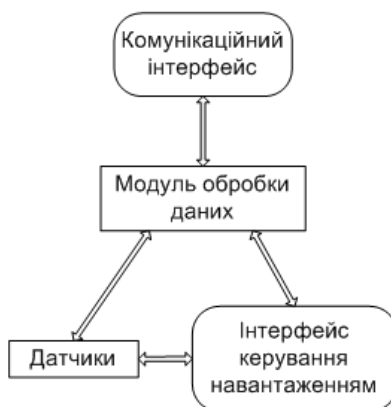 Комунікаційний
інтерфейс
Модуль обробки
даних
Датчики
Інтерфейс
керування
навантаженням